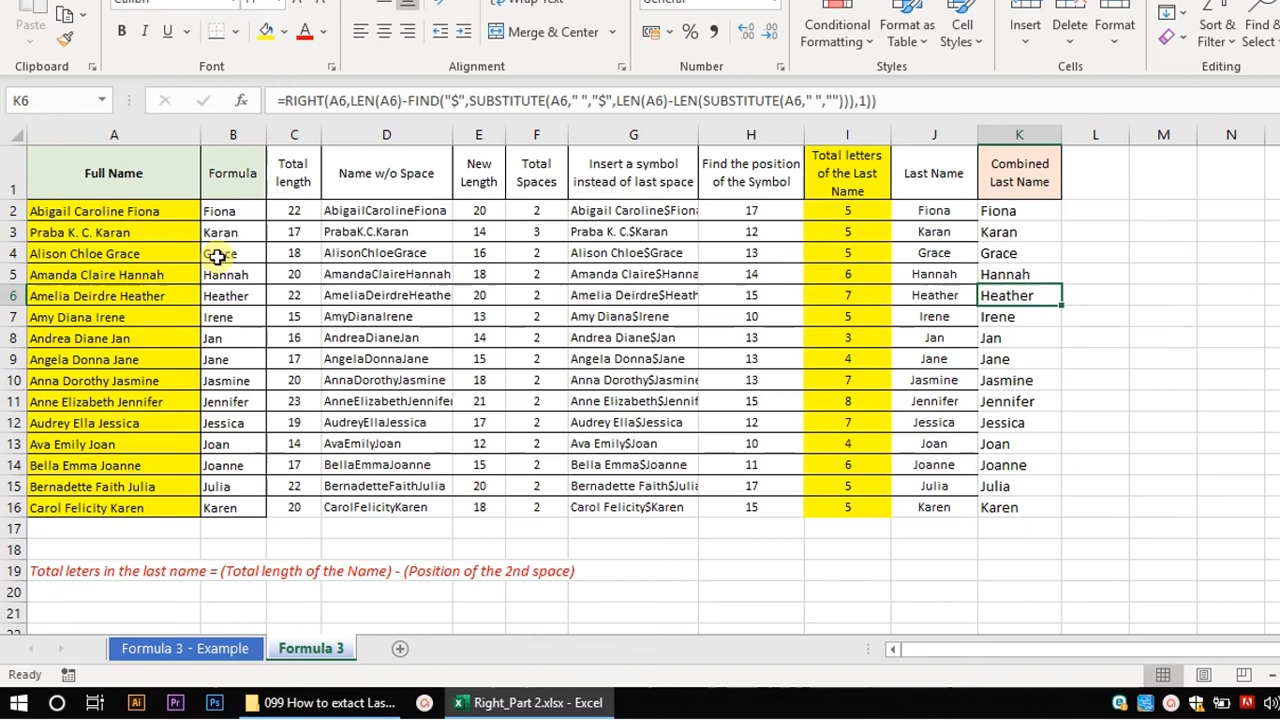 Calibri General Wrap Text
Paste B I U A Merge & Center % 9 Conditional Format as Cell Insert Delete Format Sort & Find &
Formatting Table Styles Filter Select
Clipboard Font Alignment Number Styles Cells Editing
K6 fx =RIGHT(A6,LEN(A6)-FIND("$",SUBSTITUTE(A6," ","$",LEN(A6)-LEN(SUBSTITUTE(A6," ",""))),1))
A B C D E F G H I J K L M N
1 Full Name Formula Total length Name w/o Space New Length Total Spaces Insert a symbol instead of last space Find the position of the Symbol Total letters of the Last Name Last Name Combined Last Name
2 Abigail Caroline Fiona Fiona 22 AbigailCarolineFiona 20 2 Abigail Caroline$Fiona 17 5 Fiona Fiona
3 Praba K. C. Karan Karan 17 PrabaK.C.Karan 14 3 Praba K. C.$Karan 12 5 Karan Karan
4 Alison Chloe Grace Grace 18 AlisonChloeGrace 16 2 Alison Chloe$Grace 13 5 Grace Grace
5 Amanda Claire Hannah Hannah 20 AmandaClaireHannah 18 2 Amanda Claire$Hanna 14 6 Hannah Hannah
6 Amelia Deirdre Heather Heather 22 AmeliaDeirdreHeathe 20 2 Amelia Deirdre$Heath 15 7 Heather Heather
7 Amy Diana Irene Irene 15 AmyDianaIrene 13 2 Amy Diana$Irene 10 5 Irene Irene
8 Andrea Diane Jan Jan 16 AndreaDianeJan 14 2 Andrea Diane$Jan 13 3 Jan Jan
9 Angela Donna Jane Jane 17 AngelaDonnaJane 15 2 Angela Donna$Jane 13 4 Jane Jane
10 Anna Dorothy Jasmine Jasmine 20 AnnaDorothyJasmine 18 2 Anna Dorothy$Jasmine 13 7 Jasmine Jasmine
11 Anne Elizabeth Jennifer Jennifer 23 AnneElizabethJennifer 21 2 Anne Elizabeth$Jennif 15 8 Jennifer Jennifer
12 Audrey Ella Jessica Jessica 19 AudreyEllaJessica 17 2 Audrey Ella$Jessica 12 7 Jessica Jessica
13 Ava Emily Joan Joan 14 AvaEmilyJoan 12 2 Ava Emily$Joan 10 4 Joan Joan
14 Bella Emma Joanne Joanne 17 BellaEmmaJoanne 15 2 Bella Emma$Joanne 11 6 Joanne Joanne
15 Bernadette Faith Julia Julia 22 BernadetteFaithJulia 20 2 Bernadette Faith$Julia 17 5 Julia Julia
16 Carol Felicity Karen Karen 20 CarolFelicityKaren 18 2 Carol Felicity$Karen 15 5 Karen Karen
17
18
19 Total leters in the last name = (Total length of the Name) - (Position of the 2nd space)
20
21
Formula 3 - Example Formula 3
Ready
Ai Pr Ps 099 How to extact Las... Right_Part 2.xlsx - Excel